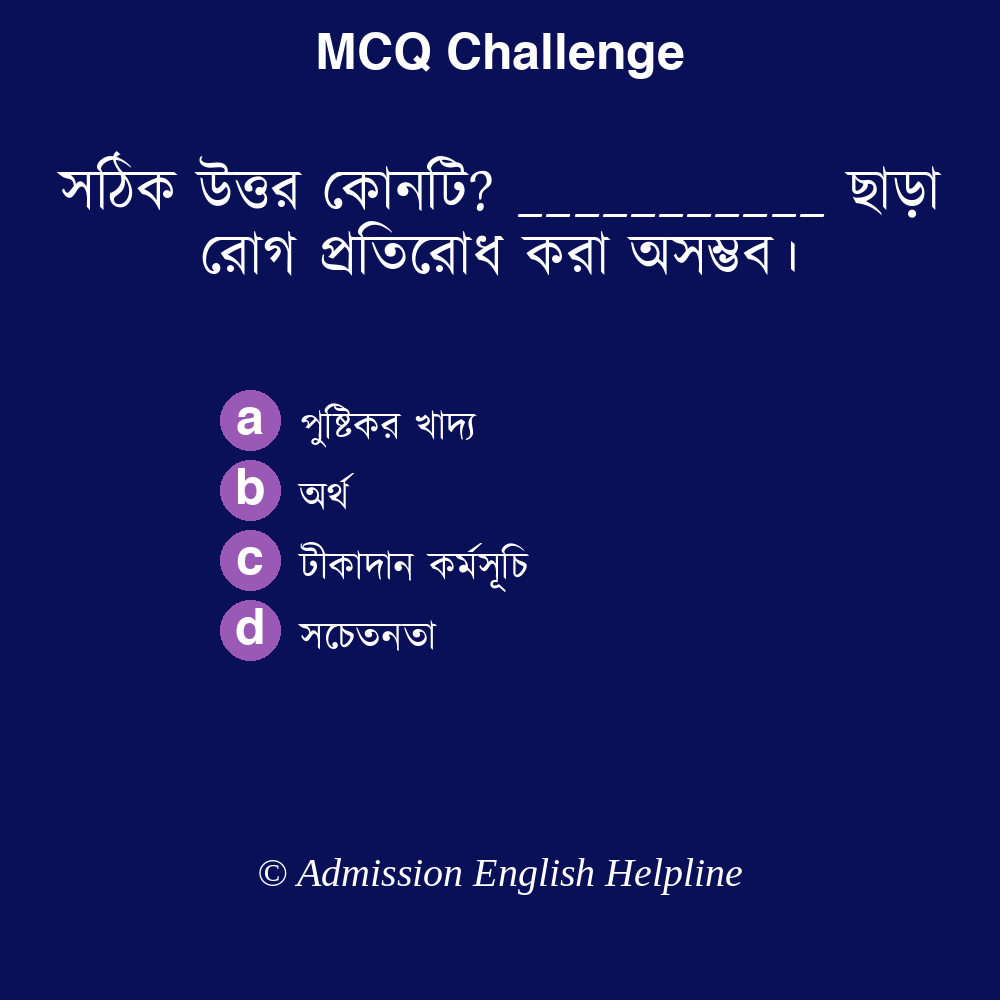 MCQ Challenge
সঠিক উত্তর কোনটি? ___________ ছাড়া
রোগ প্রতিরোধ করা অসম্ভব।
a পুষ্টিকর খাদ্য
b অর্থ
c টীকাদান কর্মসূচি
d সচেতনতা
© Admission English Helpline